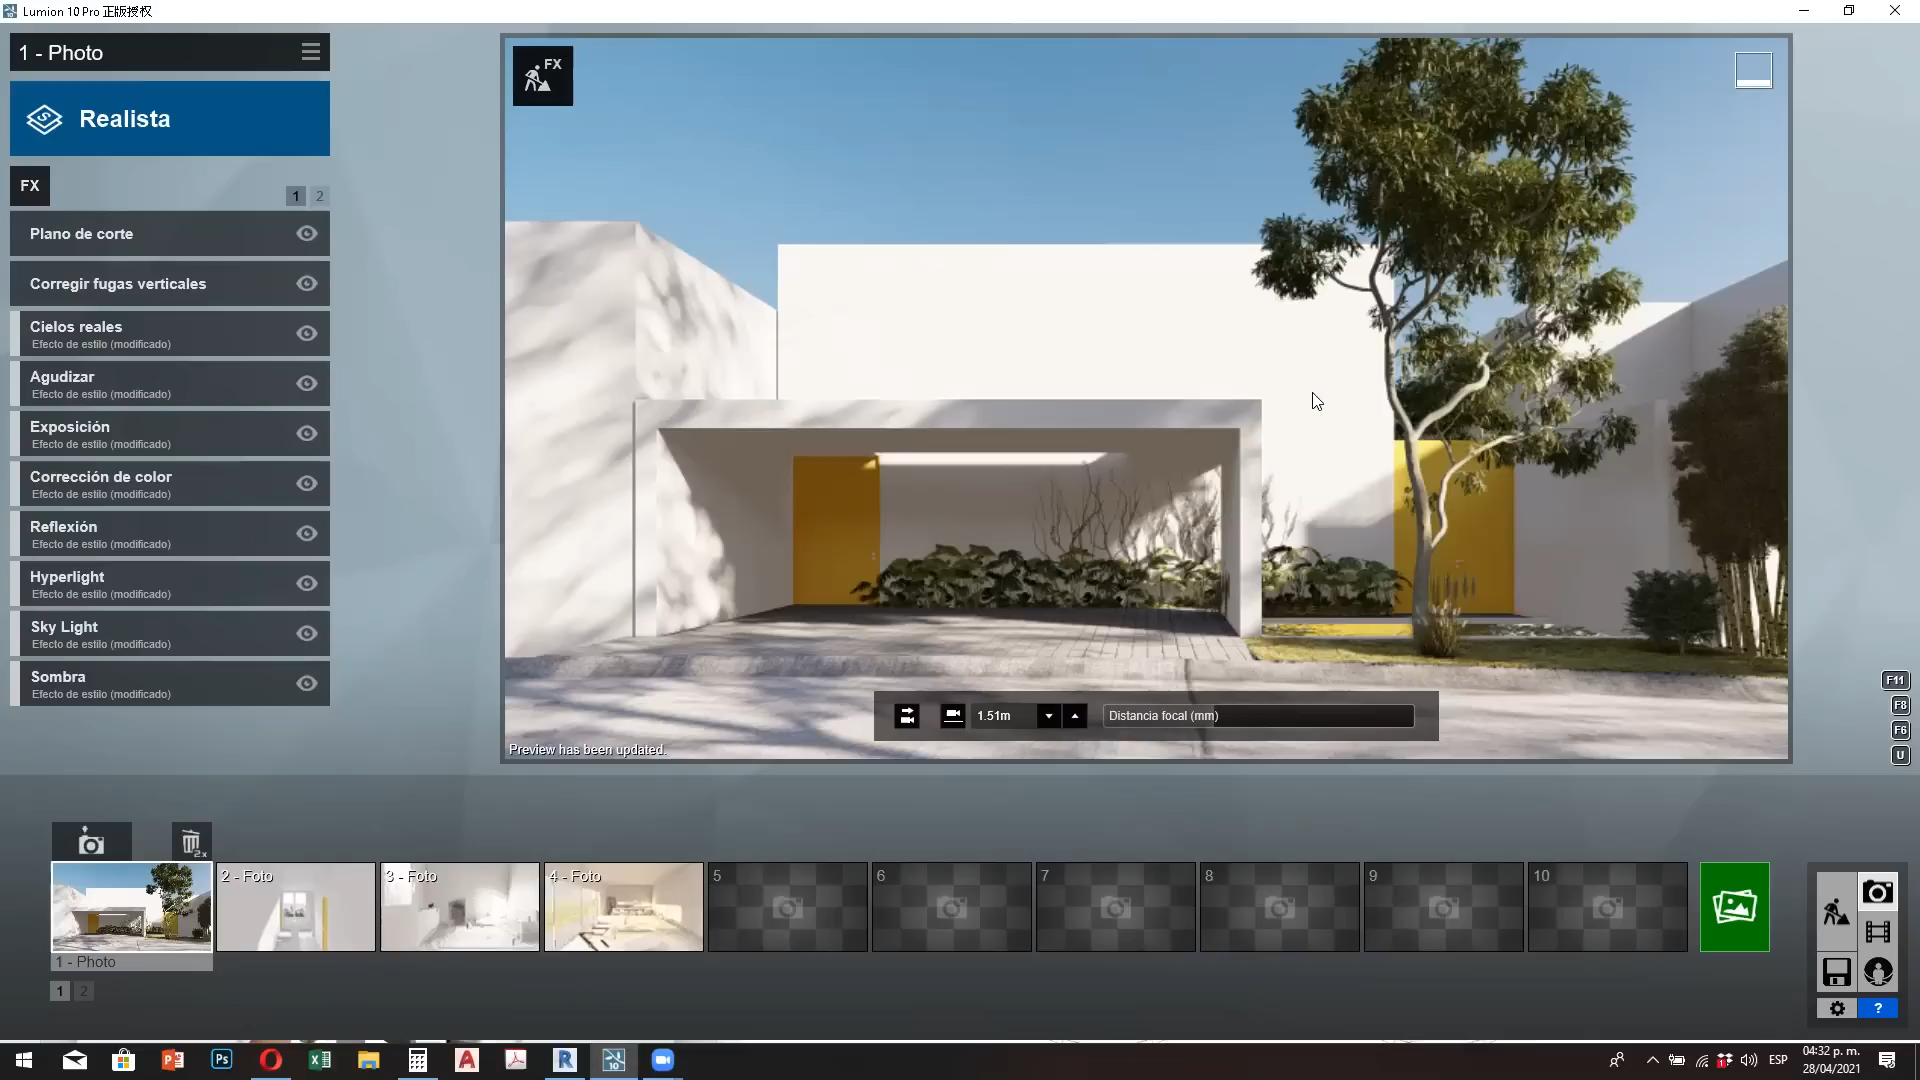 Lumion 10 Pro 正版授权
1 - Photo
Realista
FX
1 2
Plano de corte
Corregir fugas verticales
Cielos reales
Efecto de estilo (modificado)
Agudizar
Efecto de estilo (modificado)
Exposición
Efecto de estilo (modificado)
Corrección de color
Efecto de estilo (modificado)
Reflexión
Efecto de estilo (modificado)
Hyperlight
Efecto de estilo (modificado)
Sky Light
Efecto de estilo (modificado)
Sombra
Efecto de estilo (modificado)
FX
1.51m
Distancia focal (mm)
Preview has been updated.
F11
F8
F6
U
2x
2 - Foto
3 - Foto
4 - Foto
5
6
7
8
9
10
1 - Photo
1 2
?
Ps
10
ESP
04:32 p. m.
28/04/2021